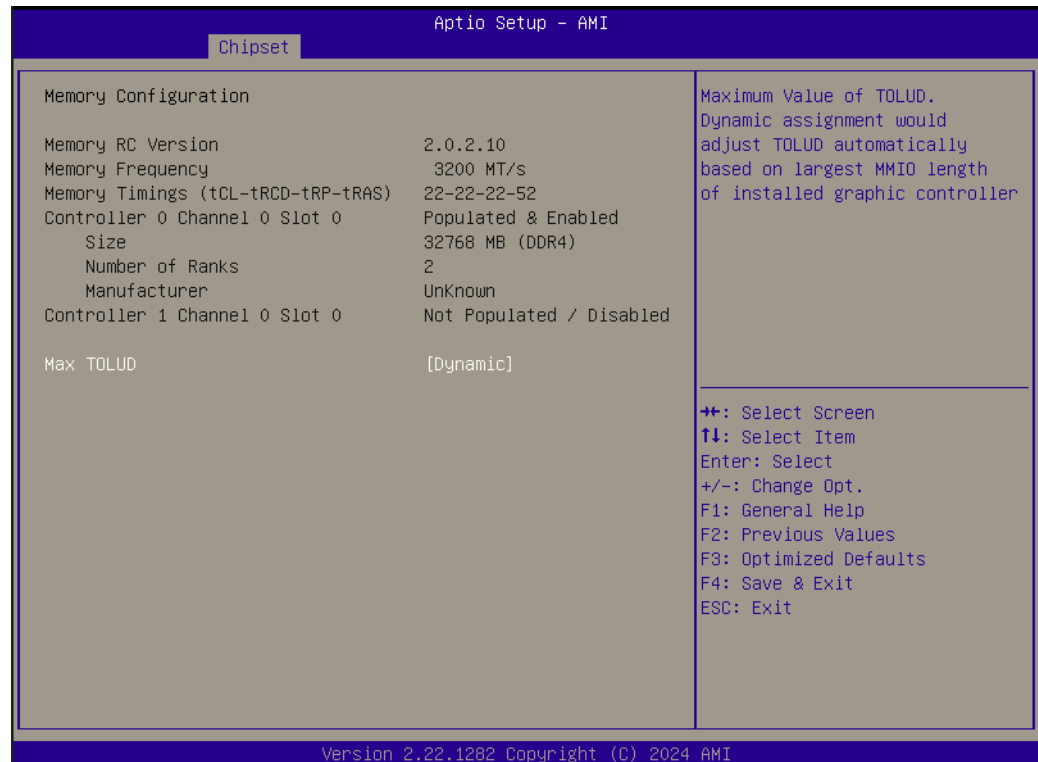 Aptio Setup – AMI
Chipset
Memory Configuration
Memory RC Version 2.0.2.10
Memory Frequency 3200 MT/s
Memory Timings (tCL-tRCD-tRP-tRAS) 22-22-22-52
Controller 0 Channel 0 Slot 0 Populated & Enabled
Size 32768 MB (DDR4)
Number of Ranks 2
Manufacturer UnKnown
Controller 1 Channel 0 Slot 0 Not Populated / Disabled
Max TOLUD [Dynamic]
Maximum Value of TOLUD.
Dynamic assignment would
adjust TOLUD automatically
based on largest MMIO length
of installed graphic controller
→←: Select Screen
↑↓: Select Item
Enter: Select
+/-: Change Opt.
F1: General Help
F2: Previous Values
F3: Optimized Defaults
F4: Save & Exit
ESC: Exit
Version 2.22.1282 Copyright (C) 2024 AMI